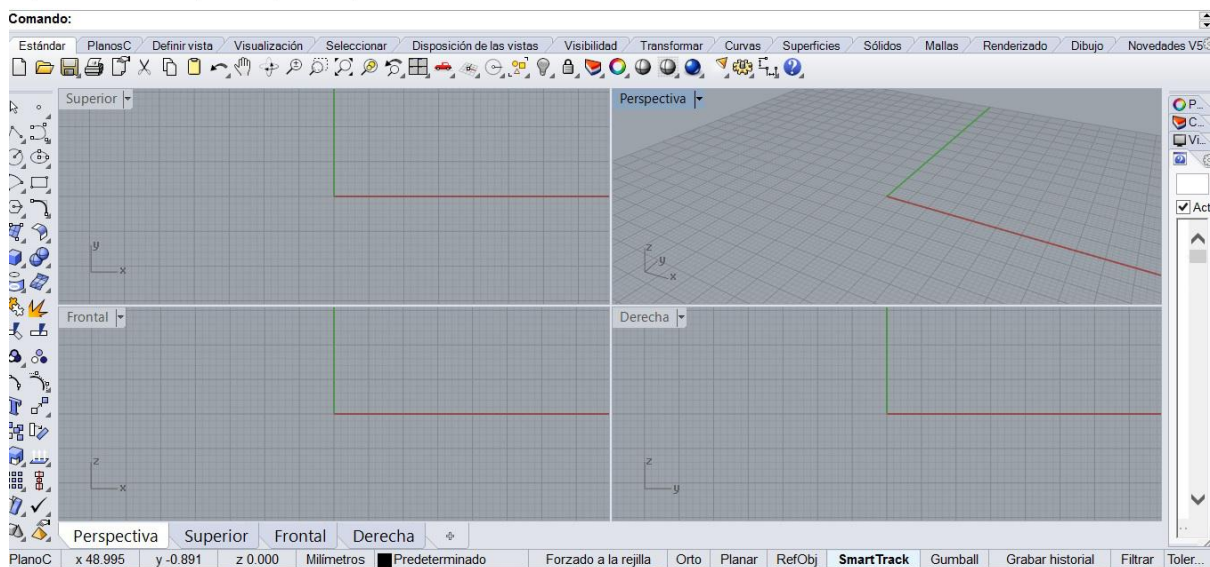 Comando:
Estándar PlanosC Definir vista Visualización Seleccionar Disposición de las vistas Visibilidad Transformar Curvas Superficies Sólidos Mallas Renderizado Dibujo Novedades V5
Superior
Perspectiva
P...
C...
Vi...
Act
y
x
z
y
x
Frontal
Derecha
z
x
z
y
Perspectiva Superior Frontal Derecha
PlanoC x 48.995 y -0.891 z 0.000 Milímetros Predeterminado Forzado a la rejilla Orto Planar RefObj SmartTrack Gumball Grabar historial Filtrar Toler...